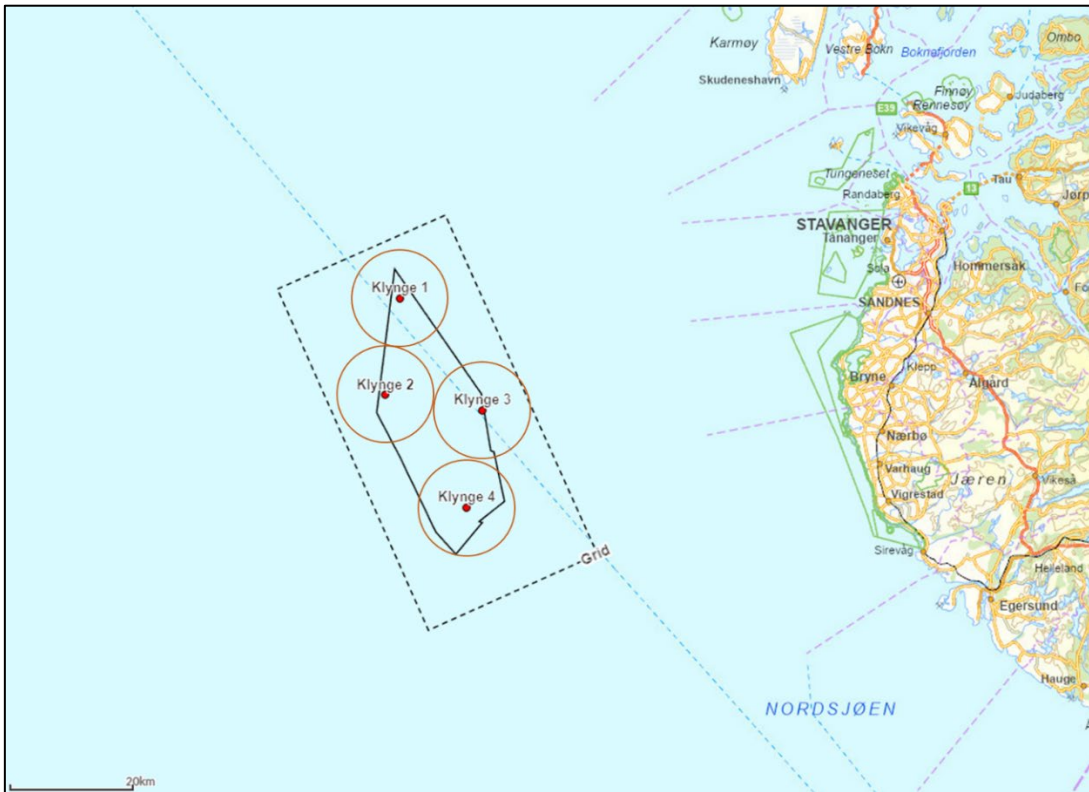 Ombo
Karmøy
Vestre Bokn
Boknafjorden
Skudeneshavn
Finnøy
Judaberg
Rennesøy
E39
Vikevåg
Tungeneset
Tau
Randaberg
13
Jørp
STAVANGER
Tananger
Sola
Hommersåk
SANDNES
Klynge 1
Klepp
Bryne
Ålgård
Klynge 2
Klynge 3
Nærbø
Varhaug
Vikeså
Jæren
Klynge 4
Vigrestad
Sirevåg
Grid
Helleland
Egersund
Hauge
NORDSJØEN
20km